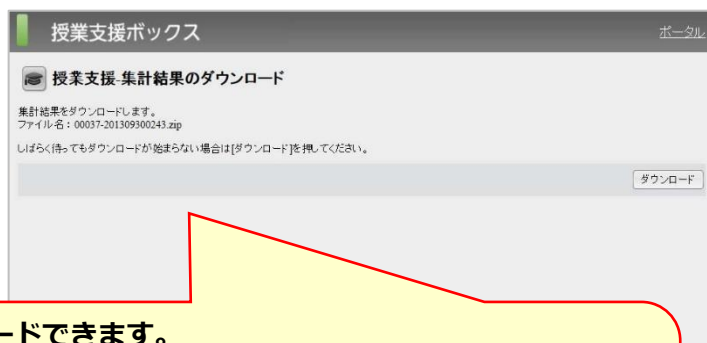 授業支援ボックス
ポータル
授業支援-集計結果のダウンロード
集計結果をダウンロードします。
ファイル名：00037-201309300243.zip
しばらく待ってもダウンロードが始まらない場合は[ダウンロード]を押してください。
ダウンロード
ードできます。